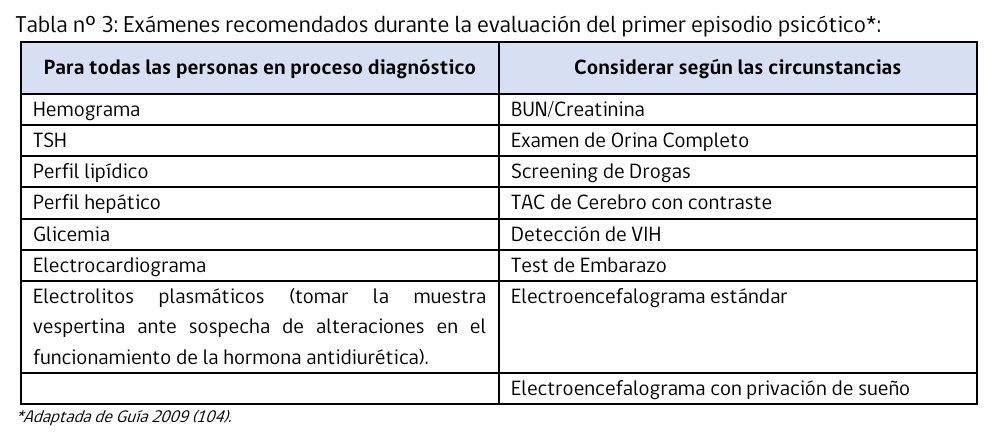 Tabla nº 3: Exámenes recomendados durante la evaluación del primer episodio psicótico*:
Para todas las personas en proceso diagnóstico
Considerar según las circunstancias
Hemograma
BUN/Creatinina
TSH
Examen de Orina Completo
Perfil lipídico
Screening de Drogas
Perfil hepático
TAC de Cerebro con contraste
Glicemia
Detección de VIH
Electrocardiograma
Test de Embarazo
Electrolitos plasmáticos (tomar la muestra
vespertina ante sospecha de alteraciones en el
funcionamiento de la hormona antidiurética).
Electroencefalograma estándar
Electroencefalograma con privación de sueño
*Adaptada de Guía 2009 (104).